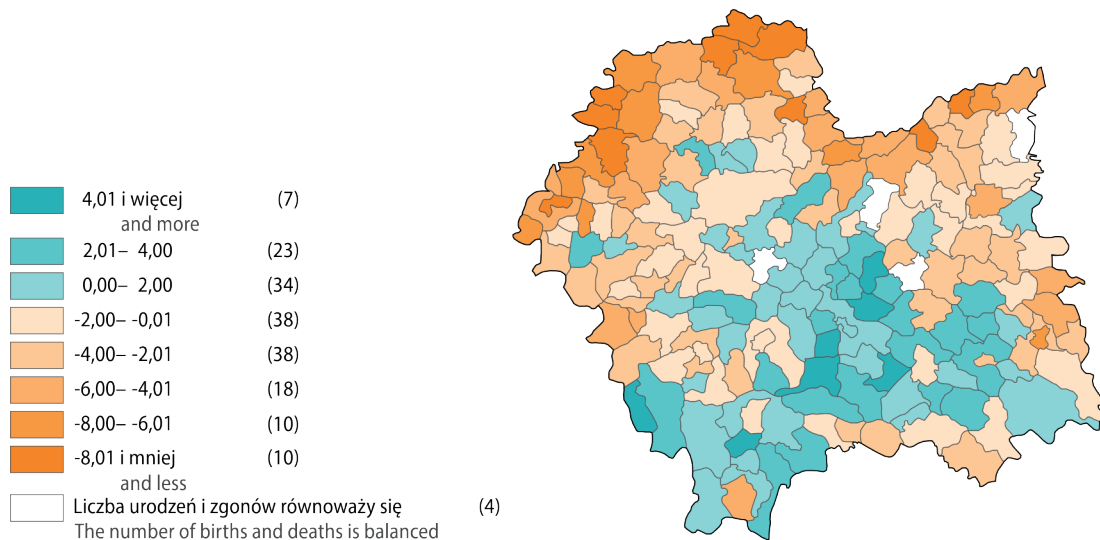 4,01 i więcej (7)
and more
2,01– 4,00 (23)
0,00– 2,00 (34)
-2,00– -0,01 (38)
-4,00– -2,01 (38)
-6,00– -4,01 (18)
-8,00– -6,01 (10)
-8,01 i mniej (10)
and less
Liczba urodzeń i zgonów równoważy się (4)
The number of births and deaths is balanced